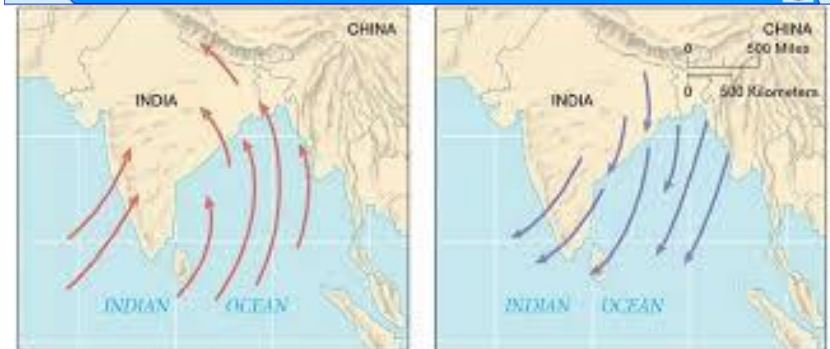 CHINA
INDIA
INDIAN OCEAN
CHINA
0 500 Miles
0 500 Kilometers
INDIA
INDIAN OCEAN